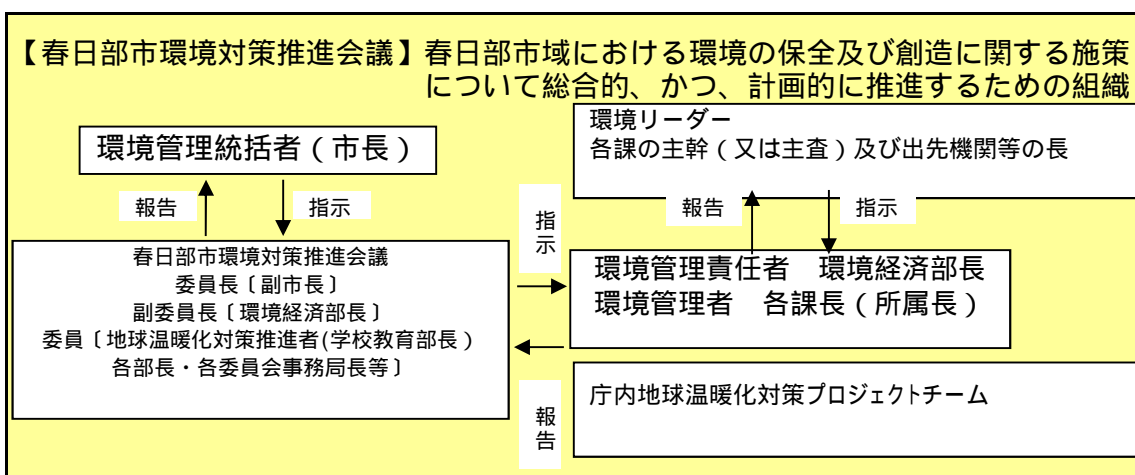 【春日部市環境対策推進会議】春日部市域における環境の保全及び創造に関する施策
について総合的、かつ、計画的に推進するための組織
環境管理統括者（市長）
報告
指示
春日部市環境対策推進会議
委員長〔副市長〕
副委員長〔環境経済部長〕
委員〔地球温暖化対策推進者(学校教育部長）
各部長・各委員会事務局長等〕
指示
報告
環境リーダー
各課の主幹（又は主査）及び出先機関等の長
報告
指示
環境管理責任者　環境経済部長
環境管理者　各課長（所属長）
庁内地球温暖化対策プロジェクトチーム